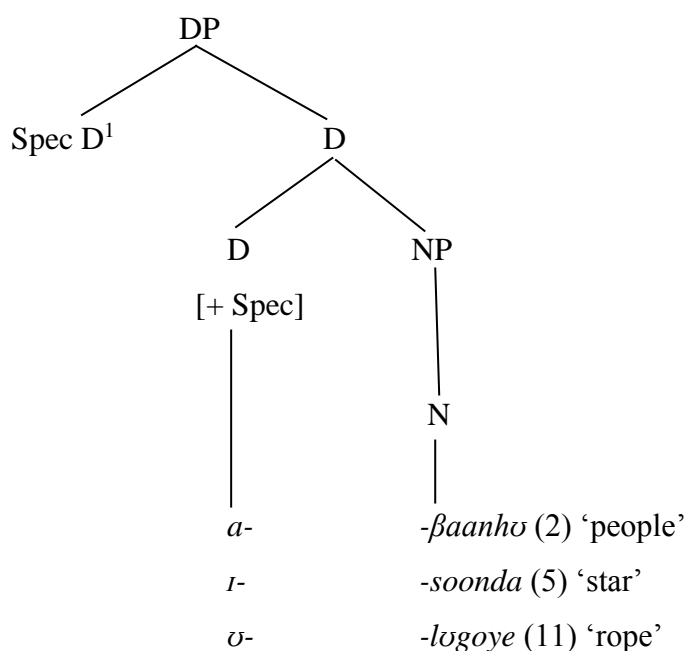 DP
Spec D¹ D
D NP
[+ Spec]
N
a- -βaanhʊ (2) ‘people’
ɪ- -soonda (5) ‘star’
ʊ- -lʊgoye (11) ‘rope’